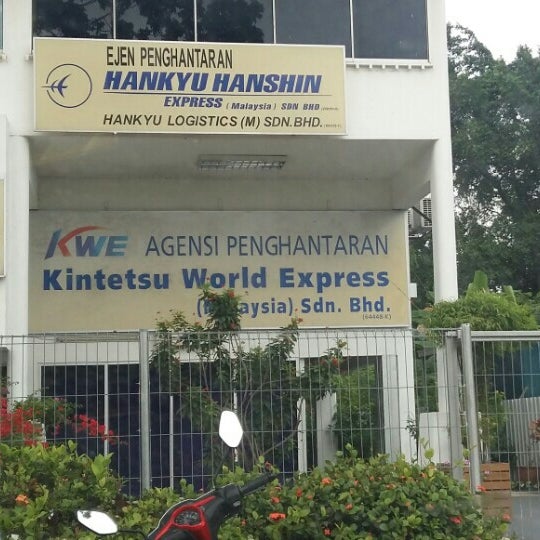 EJEN PENGHANTARAN
HANKYU HANSHIN
EXPRESS (Malaysia) SDN BHD
HANKYU LOGISTICS (M) SDN.BHD.
KWE AGENSI PENGHANTARAN
Kintetsu World Express
Sdn. Bhd.
(64448-K)